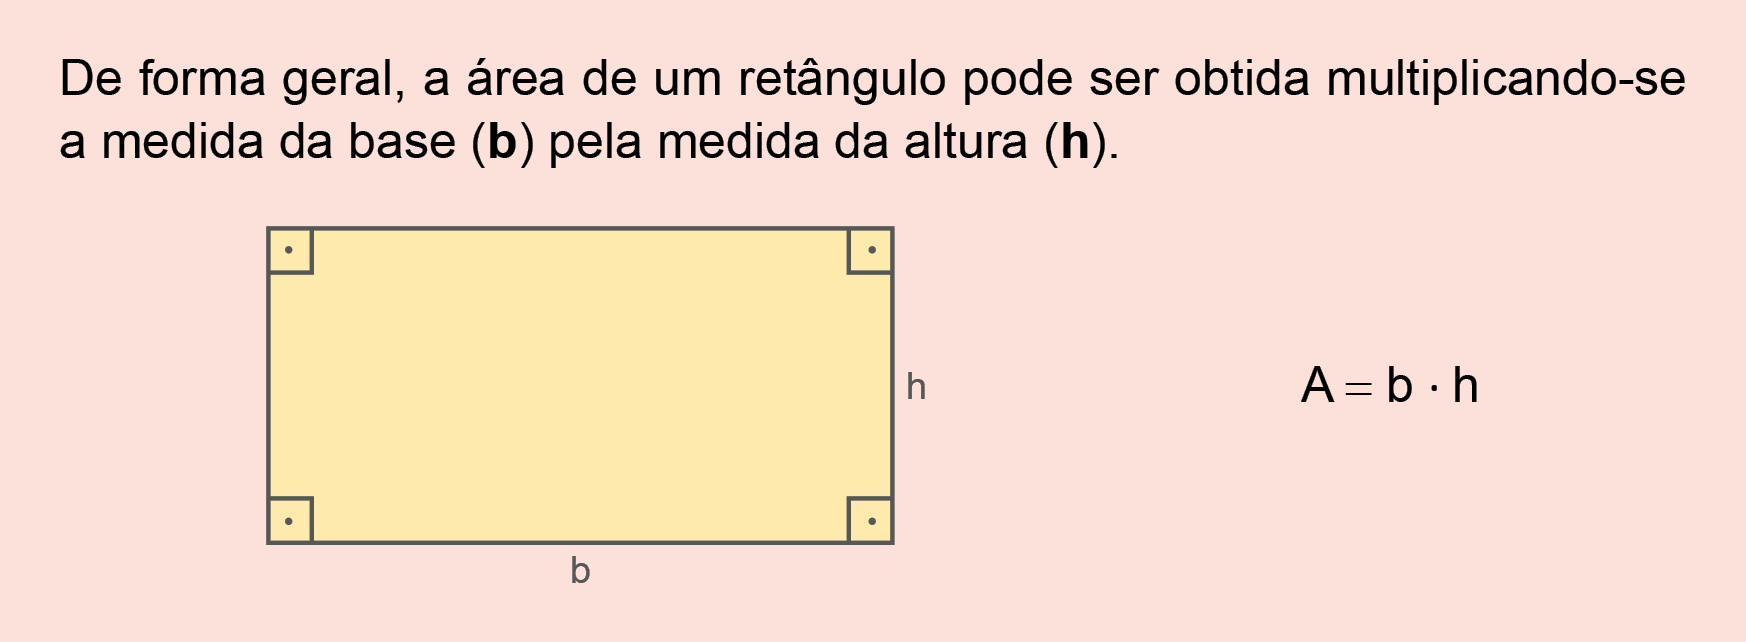 De forma geral, a área de um retângulo pode ser obtida multiplicando-se
a medida da base (b) pela medida da altura (h).
h
A = b · h
b